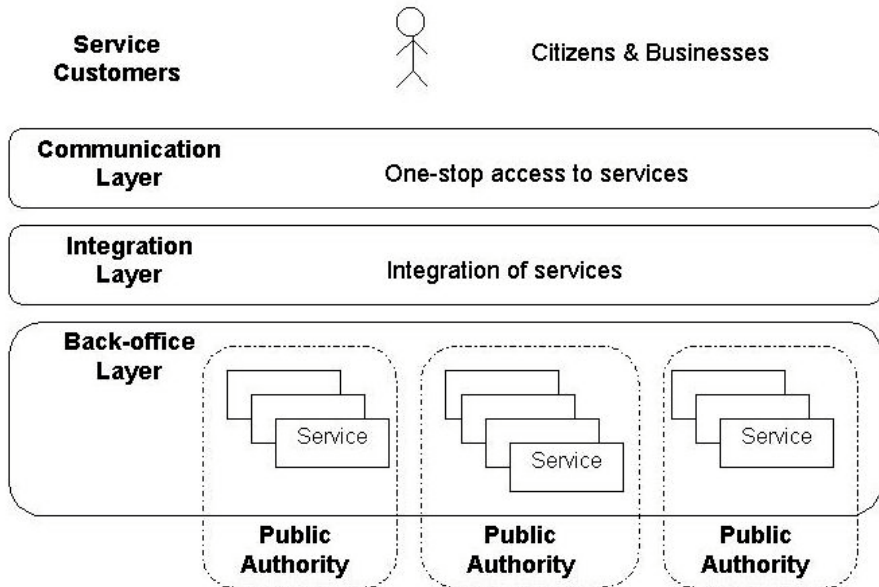 Service
Customers
Citizens & Businesses
Communication
Layer
One-stop access to services
Integration
Layer
Integration of services
Back-office
Layer
Service
Service
Service
Public
Authority
Public
Authority
Public
Authority